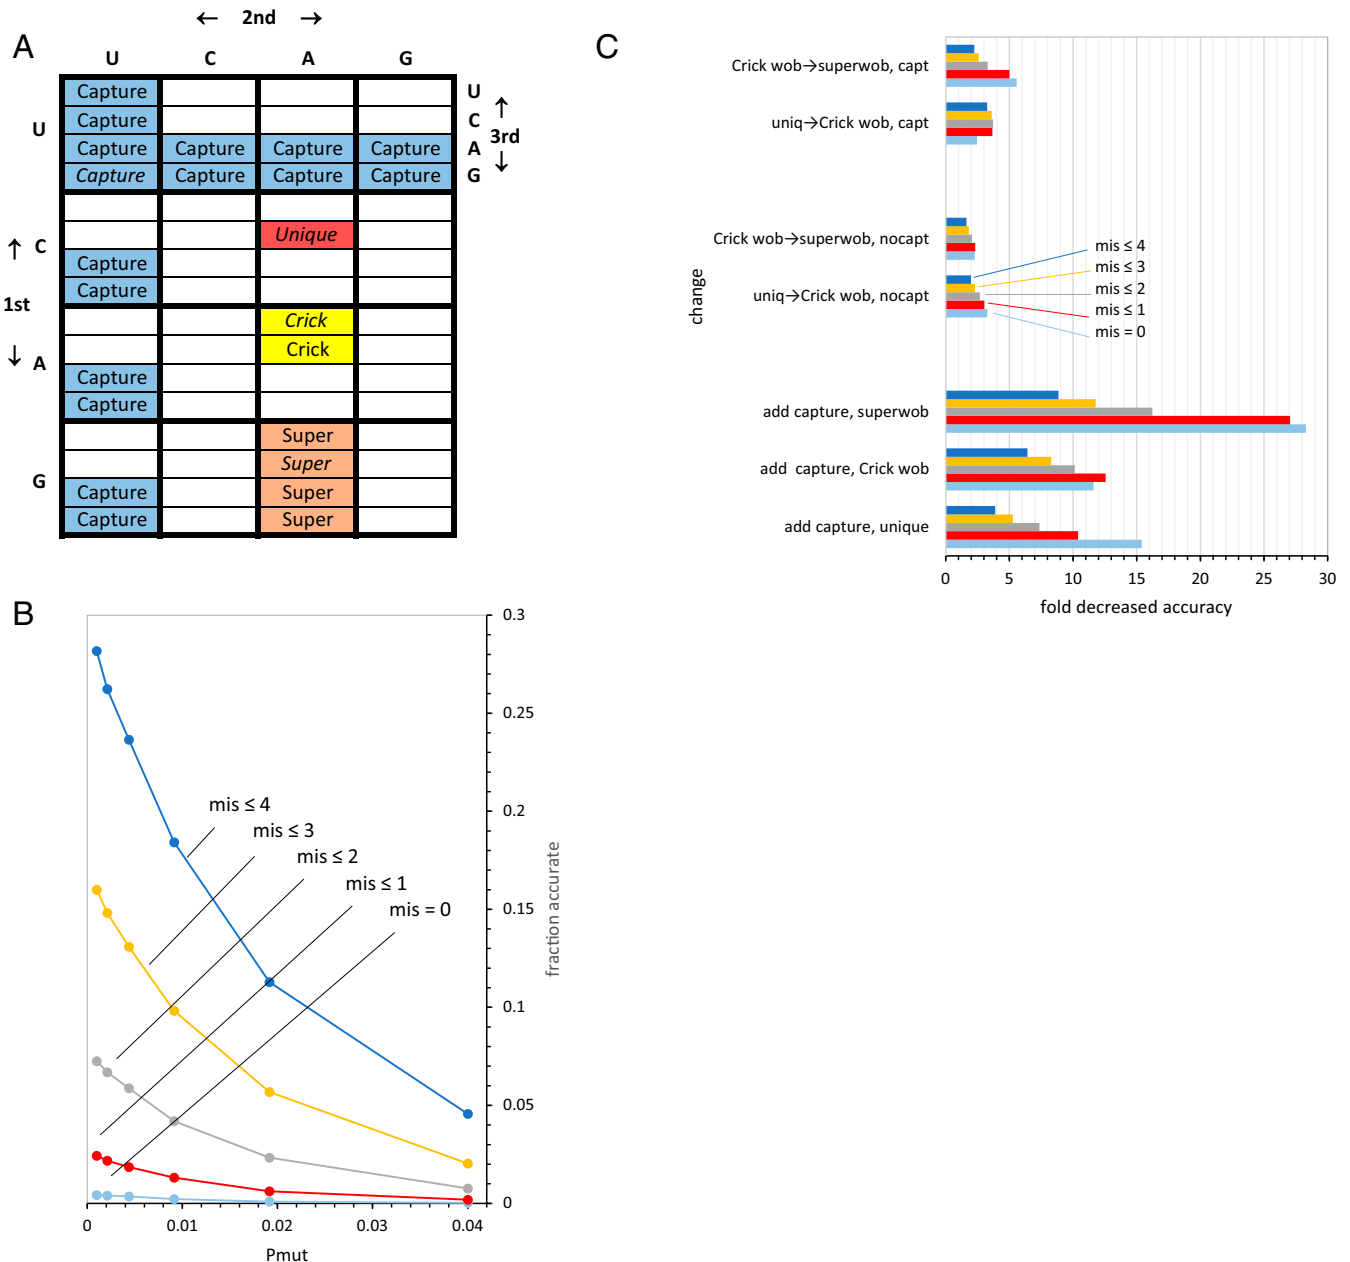 A
← 2nd →
U C A G
U
Capture U
Capture C
Capture Capture Capture Capture A
Capture Capture Capture Capture G
↑ 3rd ↓
↑ 1st ↓
C
Unique
Capture
Capture
A
Crick
Crick
Capture
Capture
G
Super
Super
Capture Super
Capture Super
B
0.3
0.25
0.2
0.15
0.1
0.05
0
fraction accurate
mis ≤ 4
mis ≤ 3
mis ≤ 2
mis ≤ 1
mis = 0
0 0.01 0.02 0.03 0.04
Pmut
C
change
Crick wob→superwob, capt
uniq→Crick wob, capt
Crick wob→superwob, nocapt
uniq→Crick wob, nocapt
mis ≤ 4
mis ≤ 3
mis ≤ 2
mis ≤ 1
mis = 0
add capture, superwob
add capture, Crick wob
add capture, unique
0 5 10 15 20 25 30
fold decreased accuracy